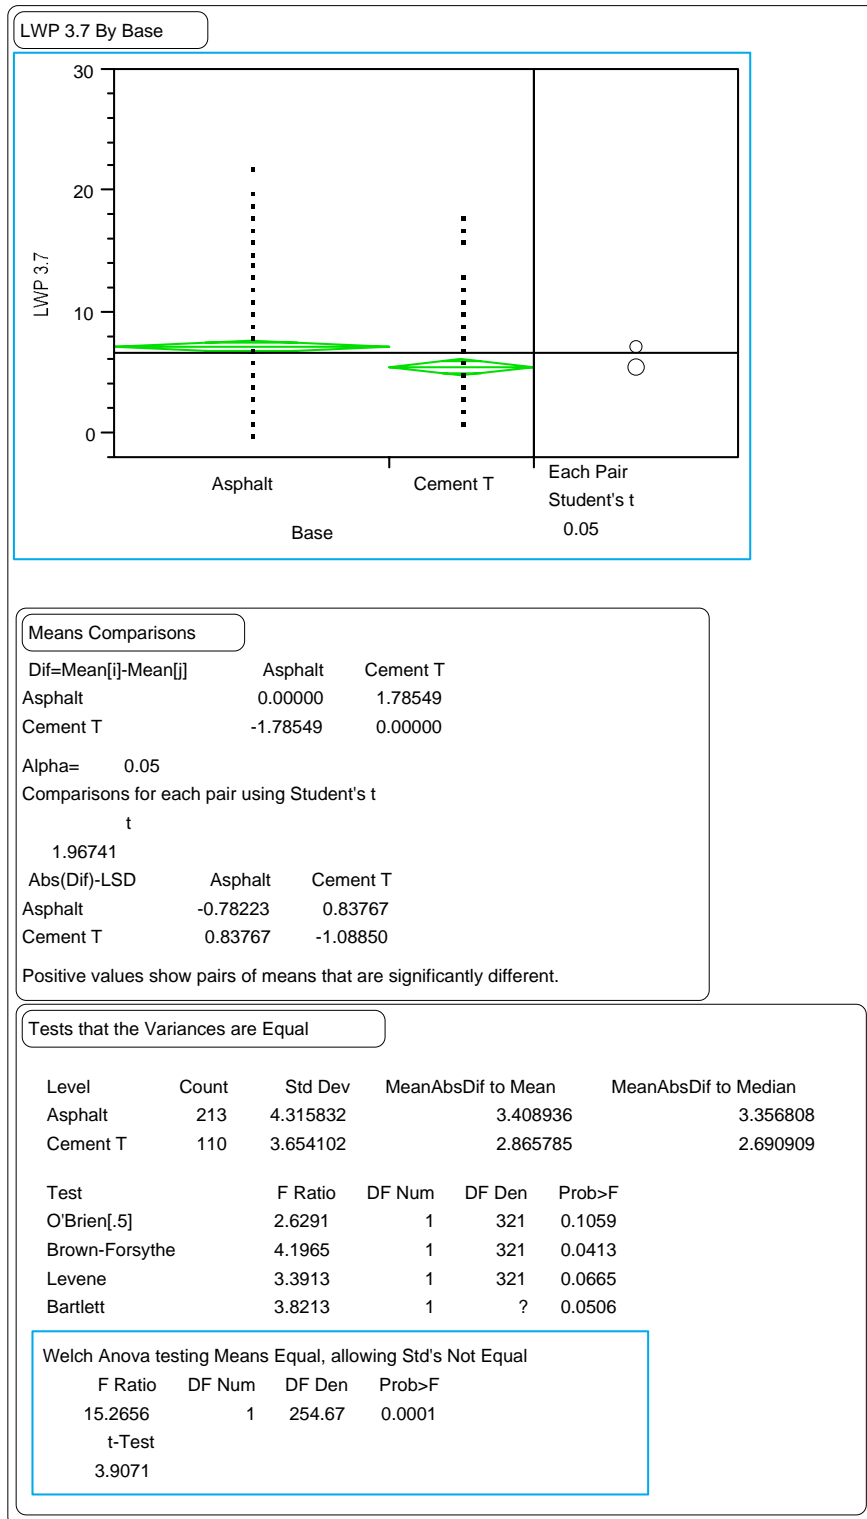 LWP 3.7 By Base
30
20
10
0
LWP 3.7
Asphalt Cement T
Base
Each Pair
Student's t
0.05
Means Comparisons
Dif=Mean[i]-Mean[j] Asphalt Cement T
Asphalt 0.00000 1.78549
Cement T -1.78549 0.00000
Alpha= 0.05
Comparisons for each pair using Student's t
t
1.96741
Abs(Dif)-LSD Asphalt Cement T
Asphalt -0.78223 0.83767
Cement T 0.83767 -1.08850
Positive values show pairs of means that are significantly different.
Tests that the Variances are Equal
Level Count Std Dev MeanAbsDif to Mean MeanAbsDif to Median
Asphalt 213 4.315832 3.408936 3.356808
Cement T 110 3.654102 2.865785 2.690909
Test F Ratio DF Num DF Den Prob>F
O'Brien[.5] 2.6291 1 321 0.1059
Brown-Forsythe 4.1965 1 321 0.0413
Levene 3.3913 1 321 0.0665
Bartlett 3.8213 1 ? 0.0506
Welch Anova testing Means Equal, allowing Std's Not Equal
F Ratio DF Num DF Den Prob>F
15.2656 1 254.67 0.0001
t-Test
3.9071